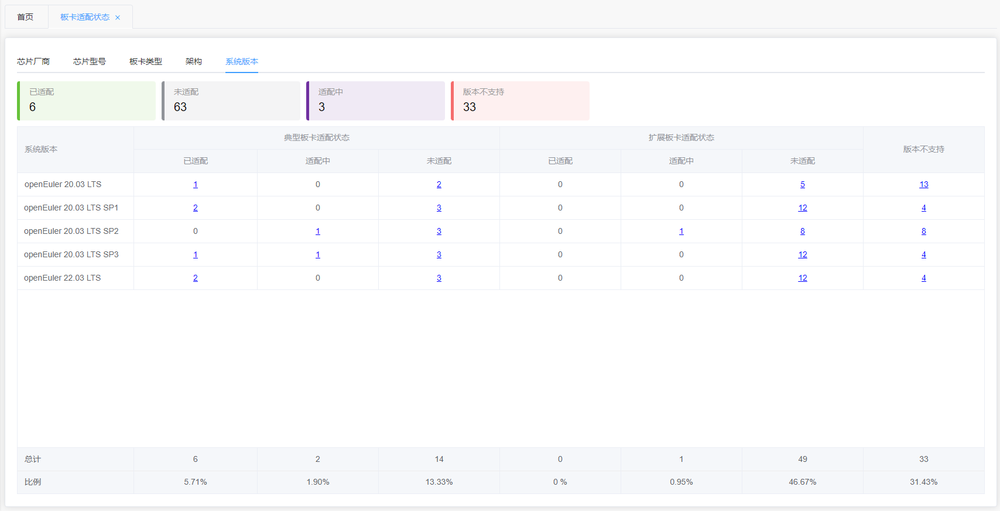 首页 板卡适配状态 ×
芯片厂商 芯片型号 板卡类型 架构 系统版本
已适配 未适配 适配中 版本不支持
6 63 3 33
系统版本 典型板卡适配状态 扩展板卡适配状态 版本不支持
已适配 适配中 未适配 已适配 适配中 未适配
openEuler 20.03 LTS 1 0 2 0 0 5 13
openEuler 20.03 LTS SP1 2 0 3 0 0 12 4
openEuler 20.03 LTS SP2 0 1 3 0 1 8 8
openEuler 20.03 LTS SP3 1 1 3 0 0 12 4
openEuler 22.03 LTS 2 0 3 0 0 12 4
总计 6 2 14 0 1 49 33
比例 5.71% 1.90% 13.33% 0 % 0.95% 46.67% 31.43%